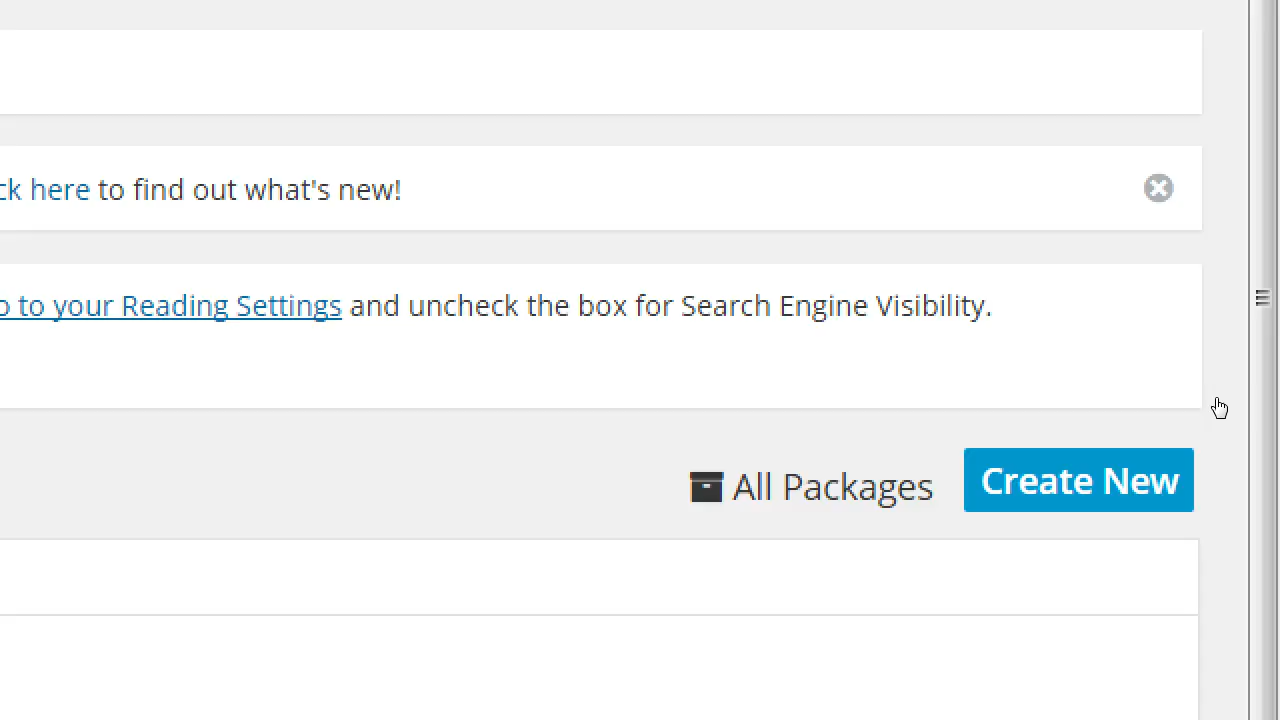 here to find out what's new!
to your Reading Settings and uncheck the box for Search Engine Visibility.
All Packages
Create New